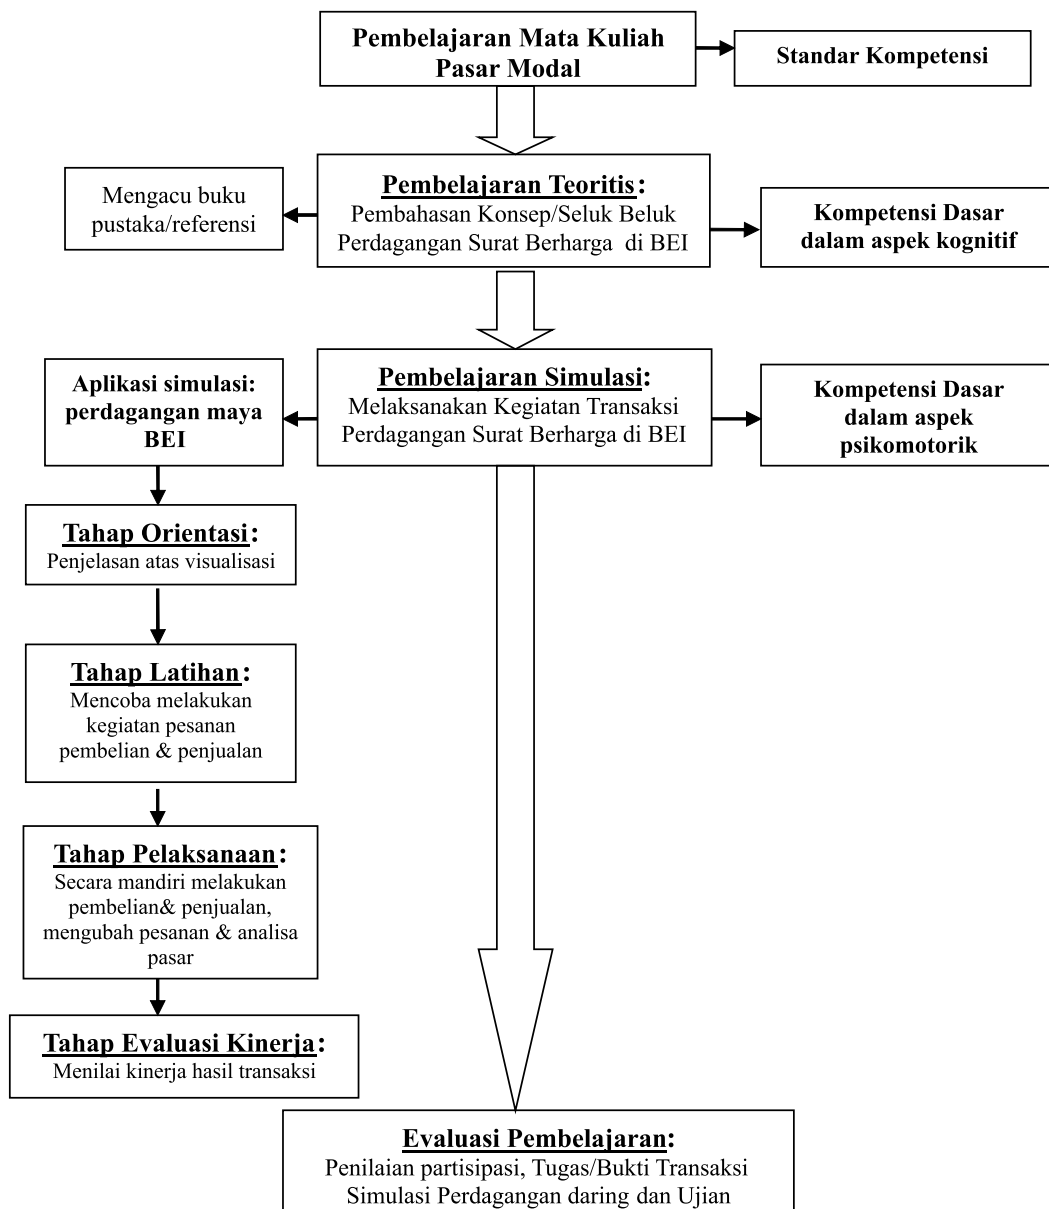 Pembelajaran Mata Kuliah
Pasar Modal
Standar Kompetensi
Pembelajaran Teoritis:
Pembahasan Konsep/Seluk Beluk
Perdagangan Surat Berharga di BEI
Mengacu buku
pustaka/referensi
Kompetensi Dasar
dalam aspek kognitif
Pembelajaran Simulasi:
Melaksanakan Kegiatan Transaksi
Perdagangan Surat Berharga di BEI
Aplikasi simulasi:
perdagangan maya
BEI
Kompetensi Dasar
dalam aspek
psikomotorik
Tahap Orientasi:
Penjelasan atas visualisasi
Tahap Latihan:
Mencoba melakukan
kegiatan pesanan
pembelian & penjualan
Tahap Pelaksanaan:
Secara mandiri melakukan
pembelian& penjualan,
mengubah pesanan & analisa
pasar
Tahap Evaluasi Kinerja:
Menilai kinerja hasil transaksi
Evaluasi Pembelajaran:
Penilaian partisipasi, Tugas/Bukti Transaksi
Simulasi Perdagangan daring dan Ujian